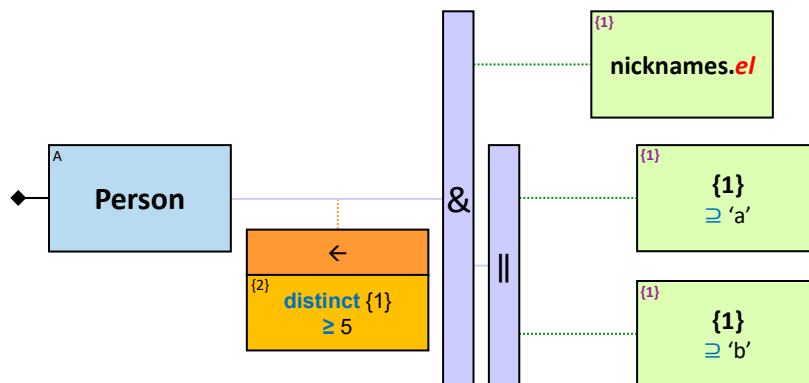 {1}
nicknames.el
A
Person
&
{1}
{1}
⊇ ‘a’
||
←
{2}
distinct {1}
≥ 5
{1}
{1}
⊇ ‘b’